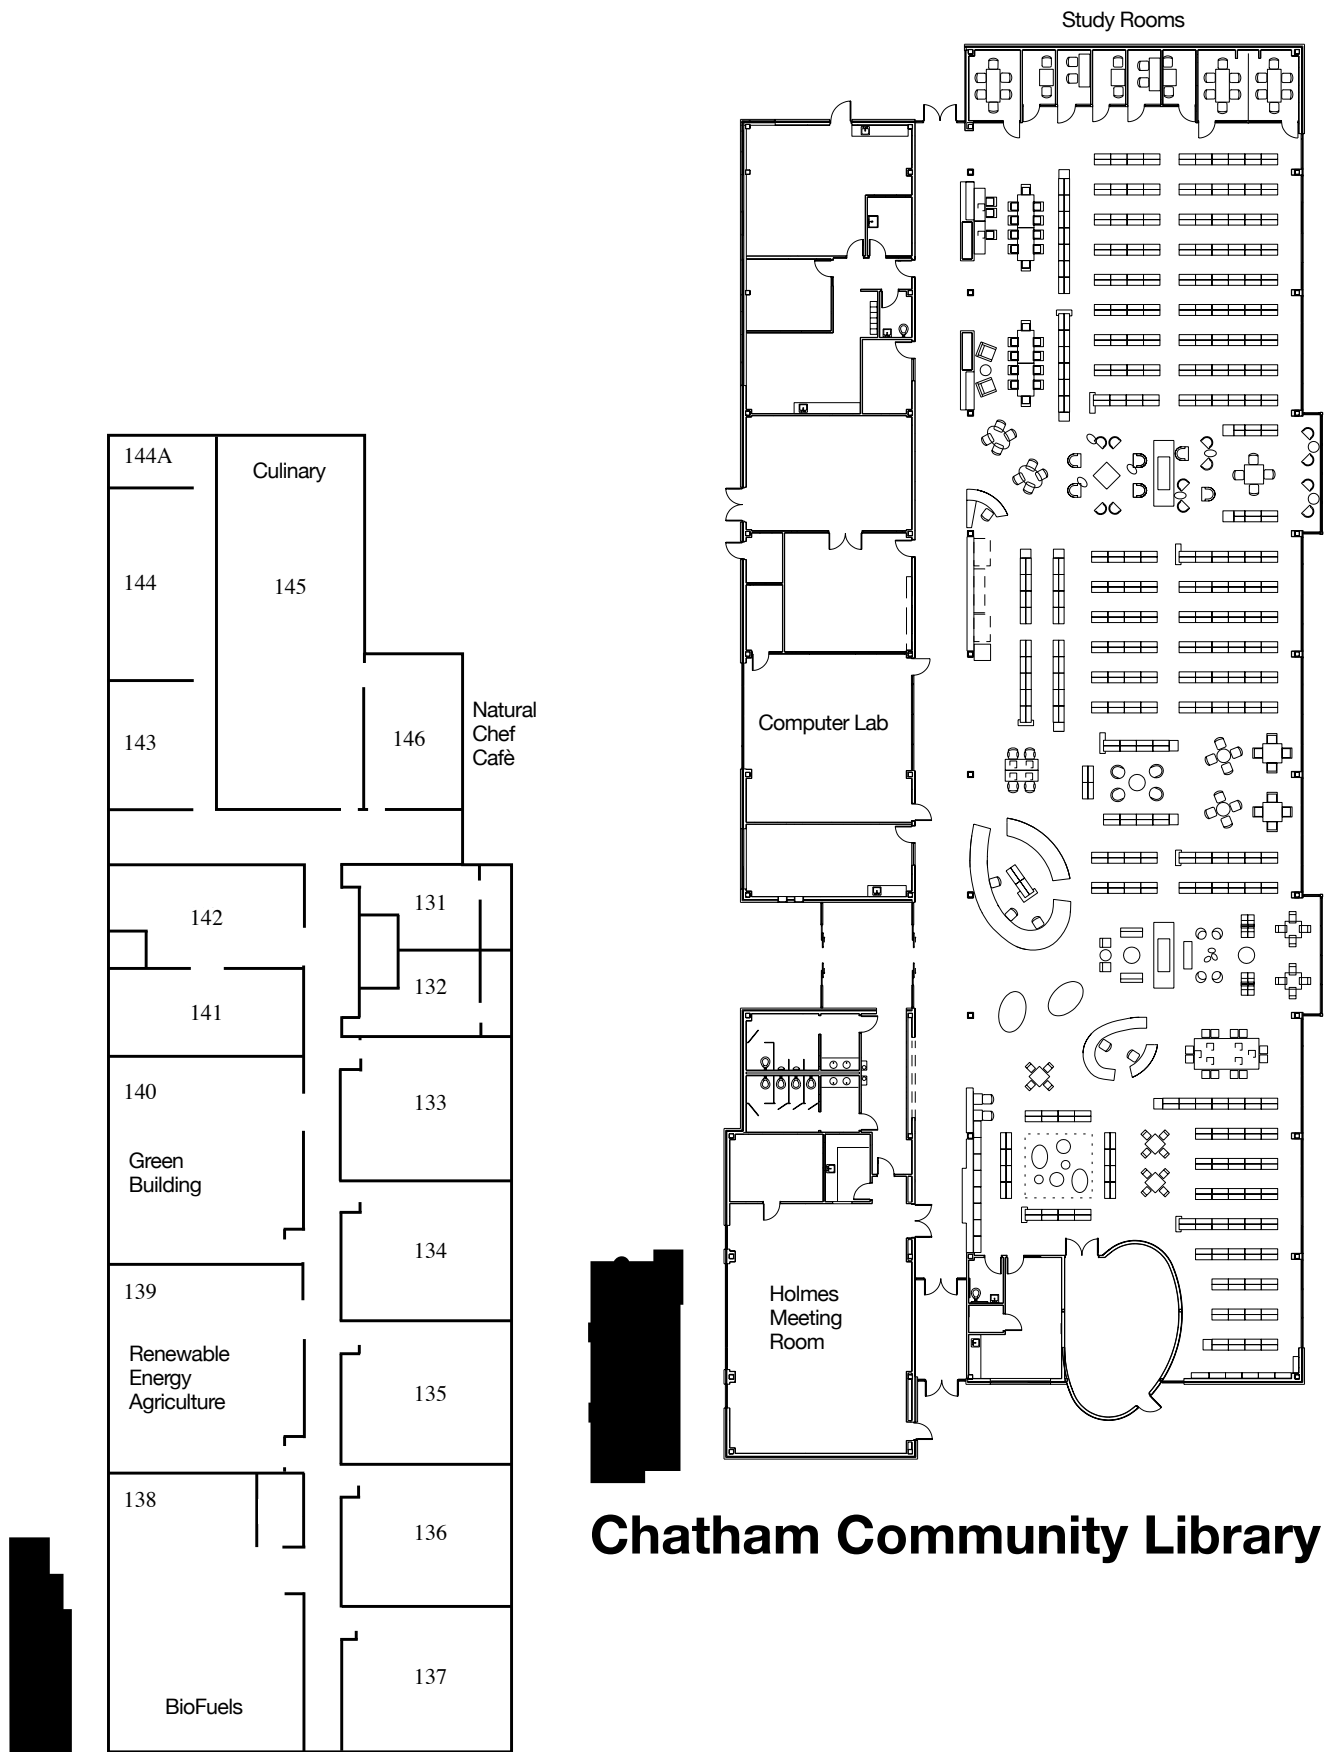 Study Rooms
144A
Culinary
144
145
143
146
Natural
Chef
Cafè
Computer Lab
142
131
141
132
140
133
Green
Building
134
139
Renewable
Energy
Agriculture
135
Holmes
Meeting
Room
138
136
Chatham Community Library
137
BioFuels